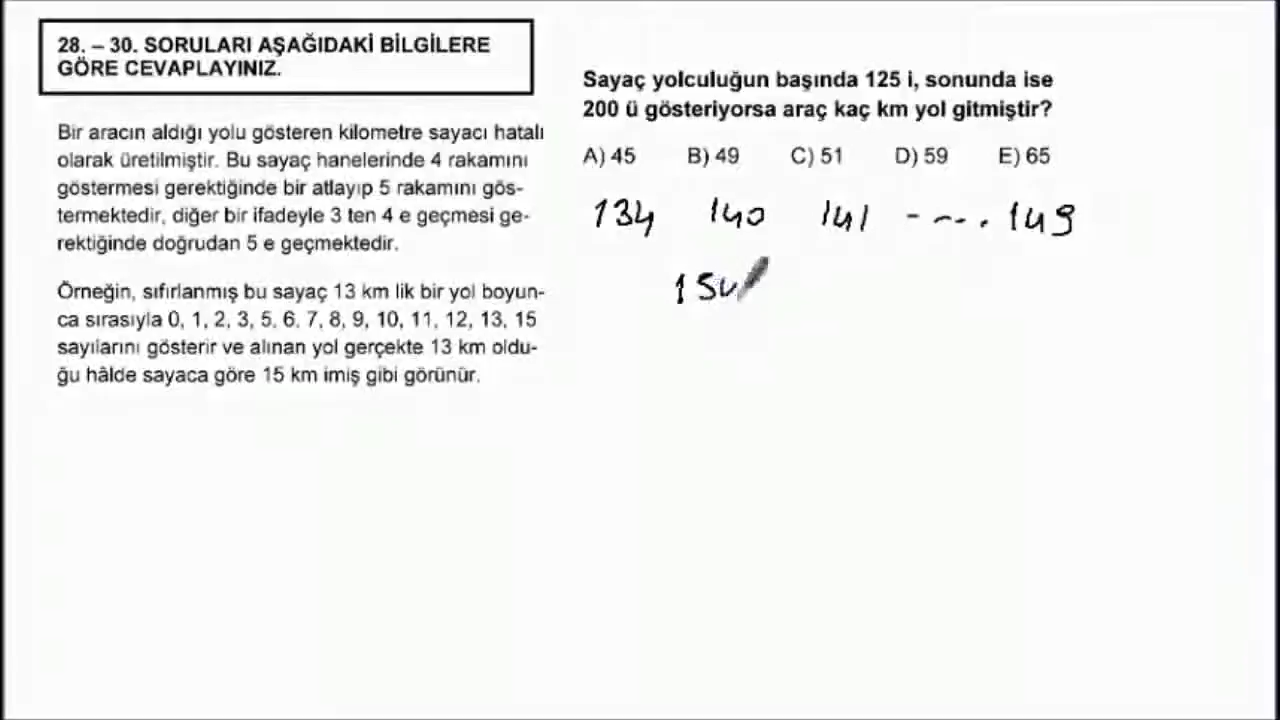 28. – 30. SORULARI AŞAĞIDAKİ BİLGİLERE
GÖRE CEVAPLAYINIZ.
Bir aracın aldığı yolu gösteren kilometre sayacı hatalı
olarak üretilmiştir. Bu sayaç hanelerinde 4 rakamını
göstermesi gerektiğinde bir atlayıp 5 rakamını gös-
termektedir, diğer bir ifadeyle 3 ten 4 e geçmesi ge-
rektiğinde doğrudan 5 e geçmektedir.
Örneğin, sıfırlanmış bu sayaç 13 km lik bir yol boyun-
ca sırasıyla 0, 1, 2, 3, 5, 6, 7, 8, 9, 10, 11, 12, 13, 15
sayılarını gösterir ve alınan yol gerçekte 13 km oldu-
ğu hâlde sayaca göre 15 km imiş gibi görünür.
Sayaç yolculuğun başında 125 i, sonunda ise
200 ü gösteriyorsa araç kaç km yol gitmiştir?
A) 45 B) 49 C) 51 D) 59 E) 65
134 140 141 - --. . 149
154